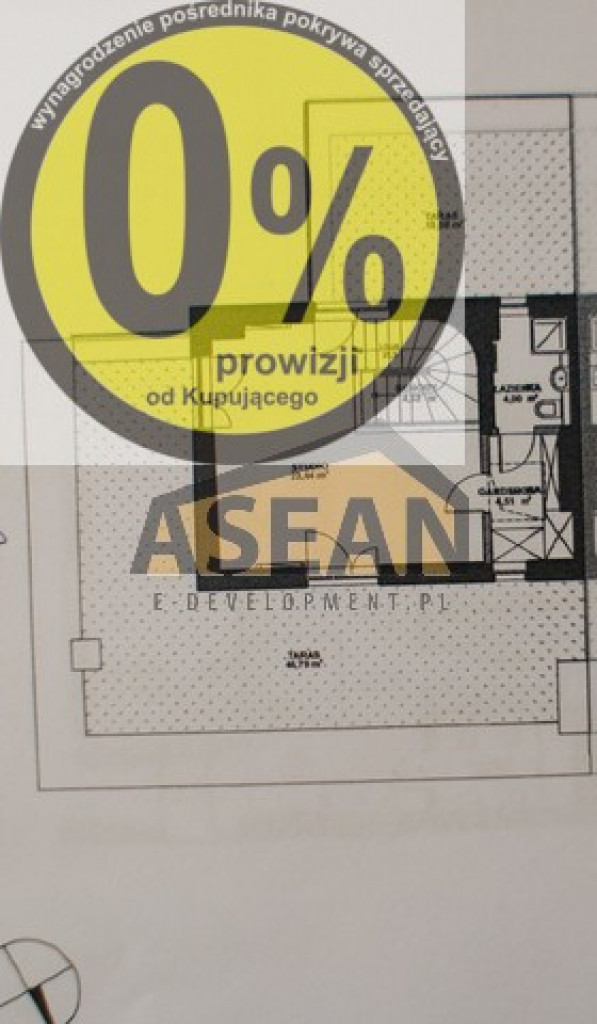 wynagrodzenie pośrednika pokrywa sprzedający
0%
prowizji
od Kupującego
TARAS
ŁAZIENKA
4,00 m²
GARDEROBA
4,51 m²
STUDIO
ASEAN
E-DEVELOPMENT.PL
TARAS